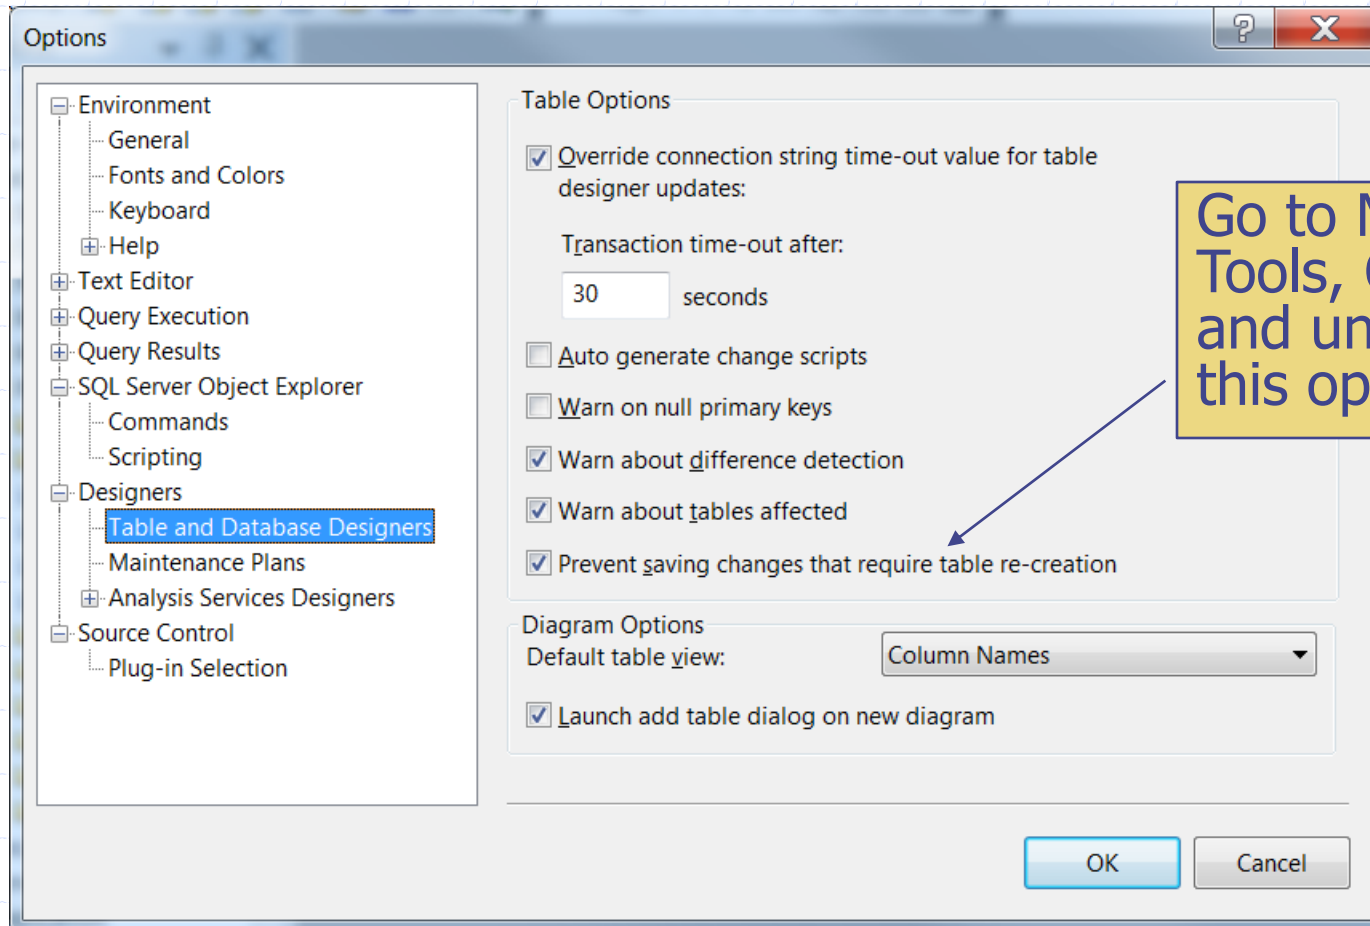 Options
Environment
General
Fonts and Colors
Keyboard
Help
Text Editor
Query Execution
Query Results
SQL Server Object Explorer
Commands
Scripting
Designers
Table and Database Designers
Maintenance Plans
Analysis Services Designers
Source Control
Plug-in Selection
Table Options
Override connection string time-out value for table
designer updates:
Transaction time-out after:
30 seconds
Auto generate change scripts
Warn on null primary keys
Warn about difference detection
Warn about tables affected
Prevent saving changes that require table re-creation
Diagram Options
Default table view: Column Names
Launch add table dialog on new diagram
OK Cancel
Go to
Tools,
and
this